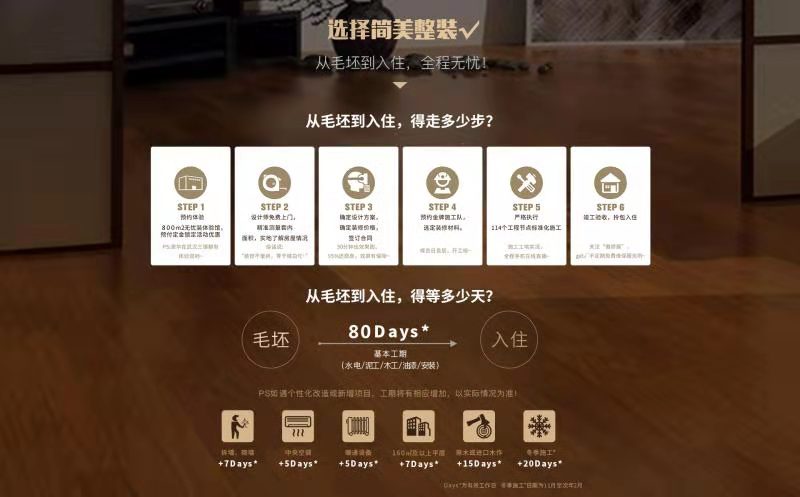 选择简美整装
从毛坯到入住，全程无忧！
从毛坯到入住，得走多少步？
STEP 1
预约体验
800m2无忧装体验馆，
预付定金锁定活动优惠
STEP 2
设计师免费上门，
精准测量套内
面积，实地了解房屋情况
STEP 3
确定设计方案，
确定装修价格，
签订合同
STEP 4
预约金牌施工队，
选定装修材料。
STEP 5
严格执行
114个工程节点标准化施工
STEP 6
竣工验收，拎包入住
从毛坯到入住，得等多少天？
毛坯
80Days*
基本工期
（水电/泥工/木工/油漆/安装）
入住
PS如遇个性化改造或新增项目，工期将有相应增加，以实际情况为准！
拆墙、砌墙
+7Days*
中央空调
+5Days*
暖通设备
+5Days*
160㎡及以上平层
+7Days*
原木或进口木作
+15Days*
冬季施工*
+20Days*
Days*为有效工作日 冬季施工*日期为11月至次年2月